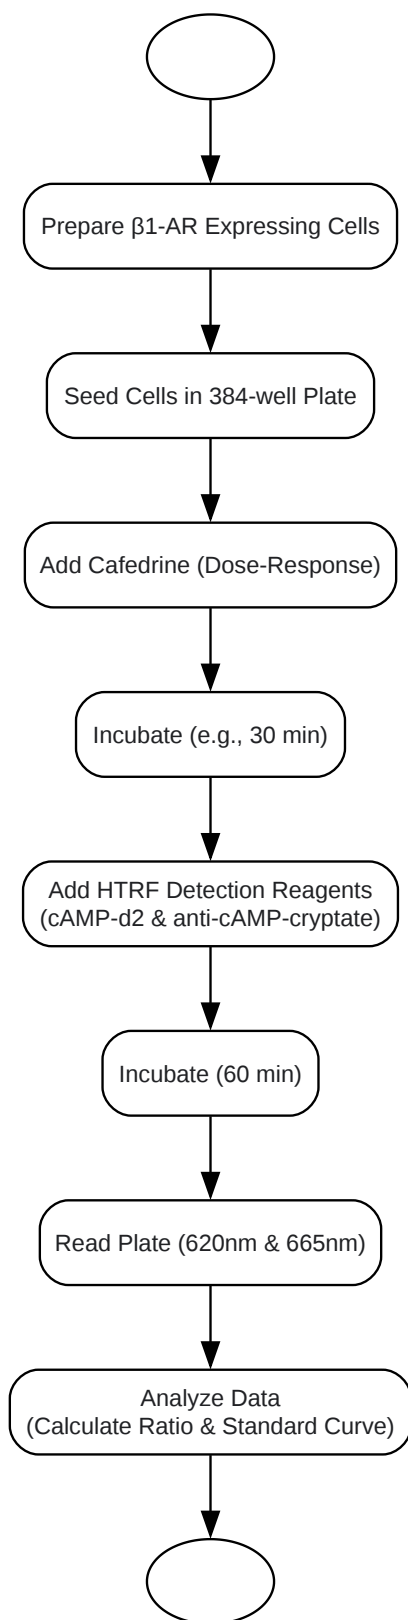 Prepare β1-AR Expressing Cells
Seed Cells in 384-well Plate
Add Cafedrine (Dose-Response)
Incubate (e.g., 30 min)
Add HTRF Detection Reagents
(cAMP-d2 & anti-cAMP-cryptate)
Incubate (60 min)
Read Plate (620nm & 665nm)
Analyze Data
(Calculate Ratio & Standard Curve)